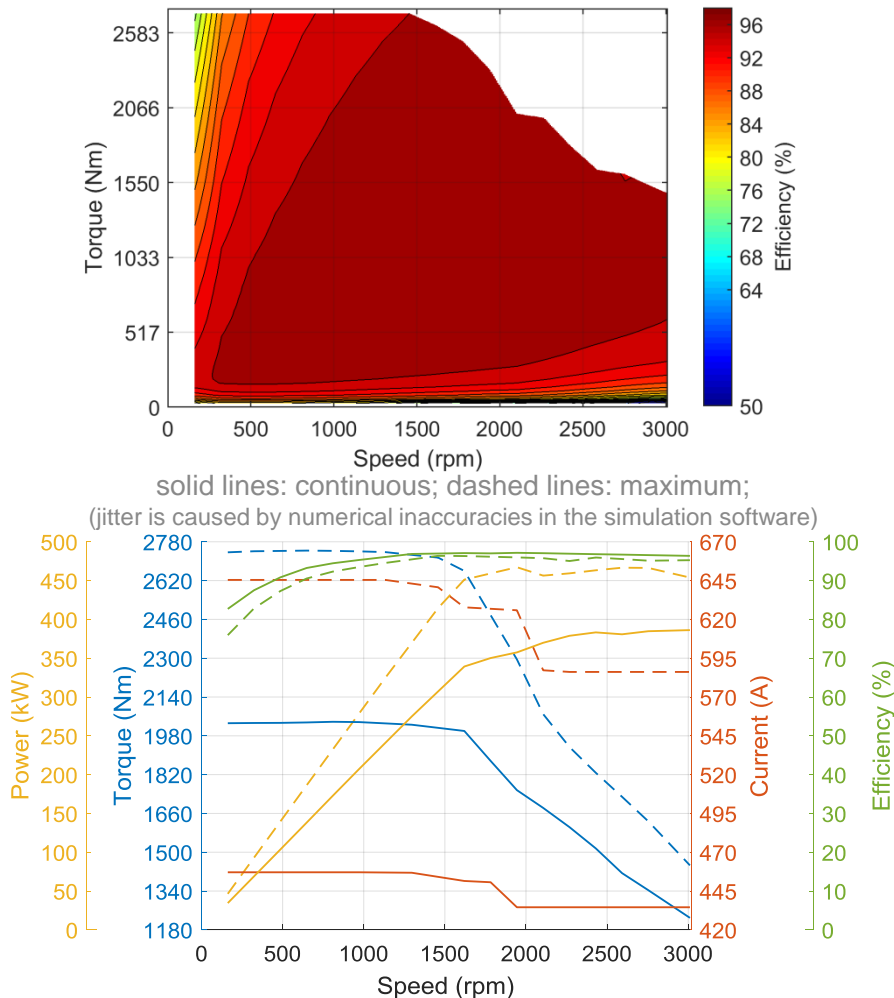 2583
2066
1550
1033
517
0
Torque (Nm)
0 500 1000 1500 2000 2500 3000
Speed (rpm)
96
92
88
84
80
76
72
68
64
50
Efficiency (%)
solid lines: continuous; dashed lines: maximum;
(jitter is caused by numerical inaccuracies in the simulation software)
500 2780 670 100
450 2620 645 90
400 2460 620 80
350 2300 595 70
300 2140 570 60
250 1980 545 50
200 1820 520 40
150 1660 495 30
100 1500 470 20
50 1340 445 10
0 1180 420 0
Power (kW)
Torque (Nm)
Current (A)
Efficiency (%)
0 500 1000 1500 2000 2500 3000
Speed (rpm)